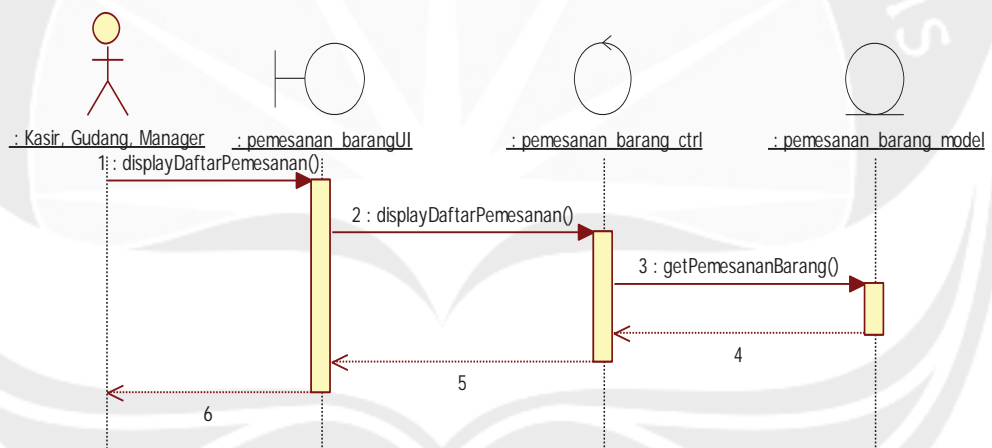 : Kasir, Gudang, Manager
: pemesanan_barangUI
: pemesanan_barang_ctrl
: pemesanan_barang_model
1 : displayDaftarPemesanan()
2 : displayDaftarPemesanan()
3 : getPemesananBarang()
4
5
6